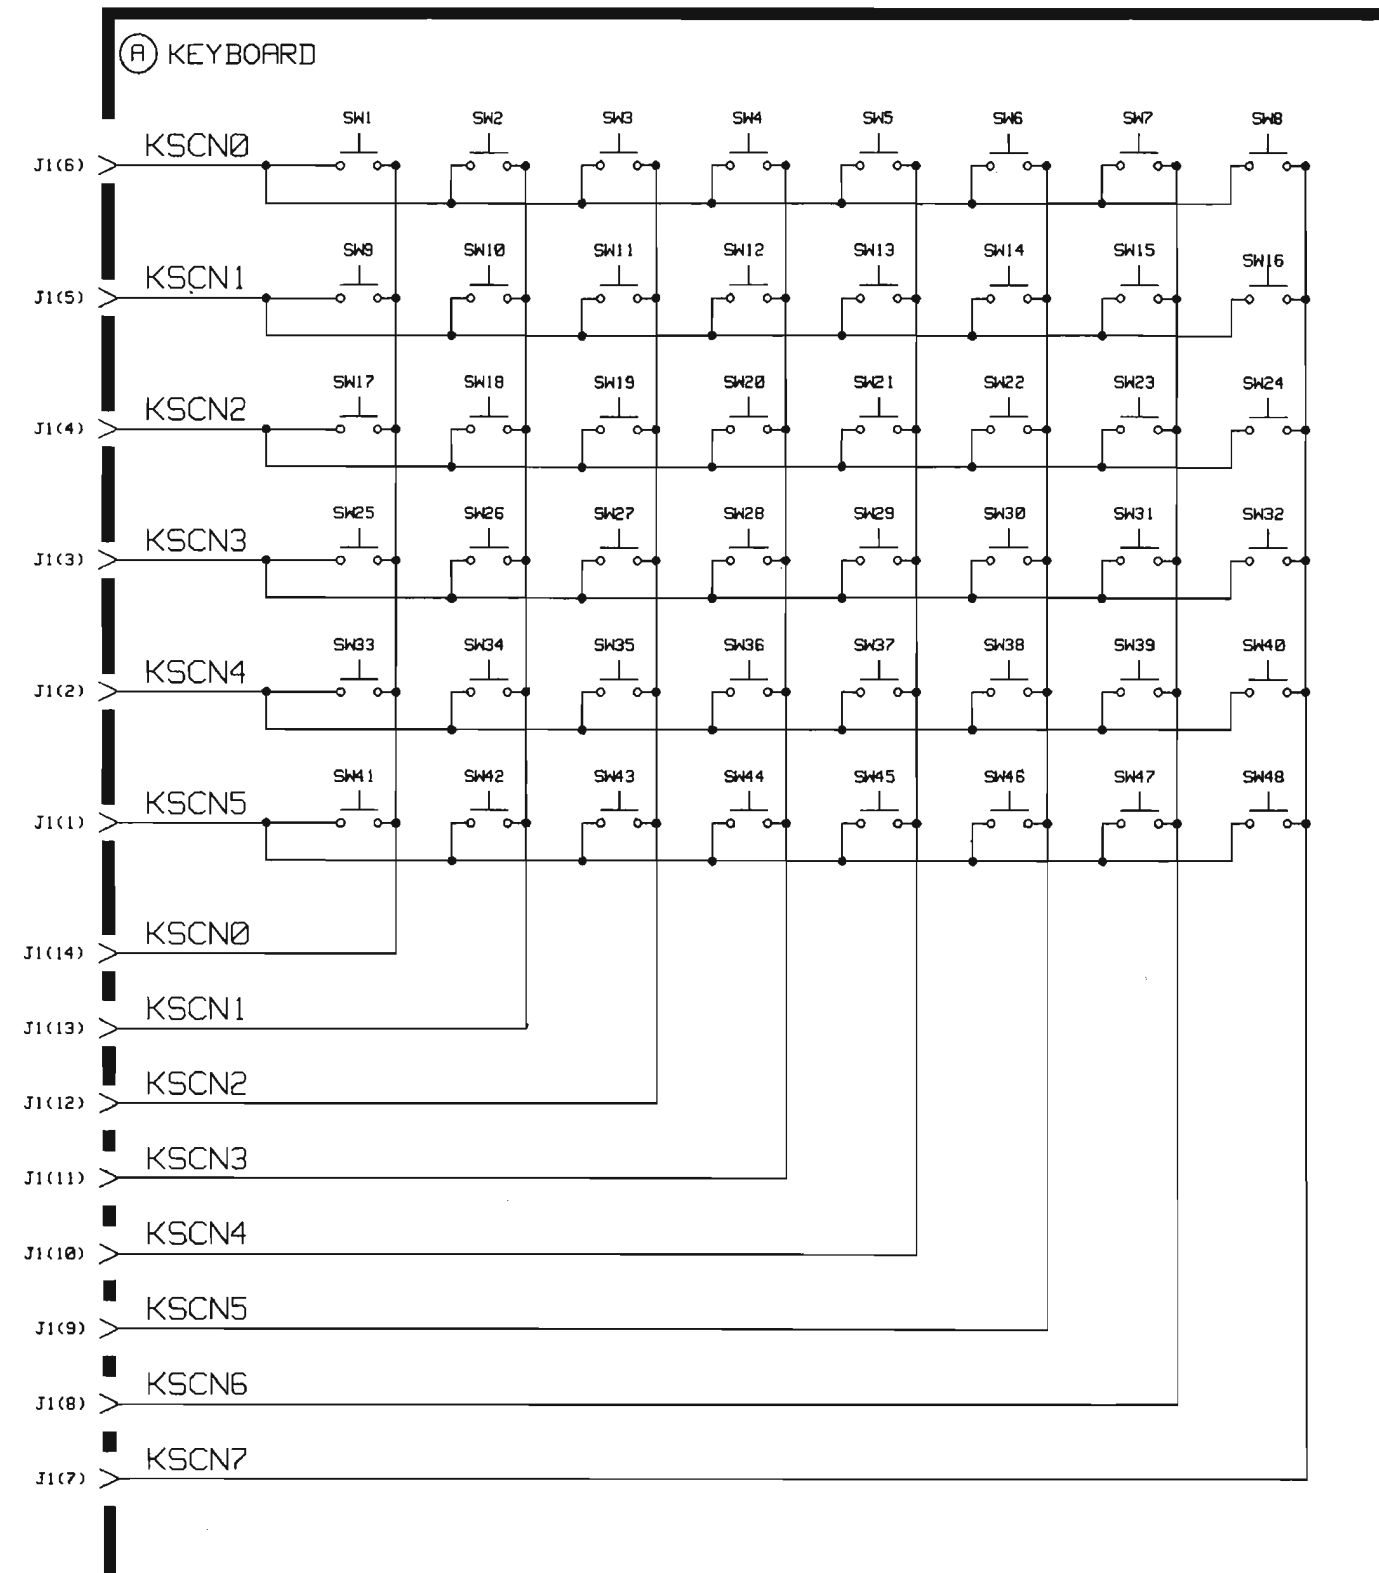 A KEYBOARD
SW1 SW2 SW3 SW4 SW5 SW6 SW7 SW8
J1(6) KSCN0
SW9 SW10 SW11 SW12 SW13 SW14 SW15 SW16
J1(5) KSCN1
SW17 SW18 SW19 SW20 SW21 SW22 SW23 SW24
J1(4) KSCN2
SW25 SW26 SW27 SW28 SW29 SW30 SW31 SW32
J1(3) KSCN3
SW33 SW34 SW35 SW36 SW37 SW38 SW39 SW40
J1(2) KSCN4
SW41 SW42 SW43 SW44 SW45 SW46 SW47 SW48
J1(1) KSCN5
J1(14) KSCN0
J1(13) KSCN1
J1(12) KSCN2
J1(11) KSCN3
J1(10) KSCN4
J1(9) KSCN5
J1(8) KSCN6
J1(7) KSCN7